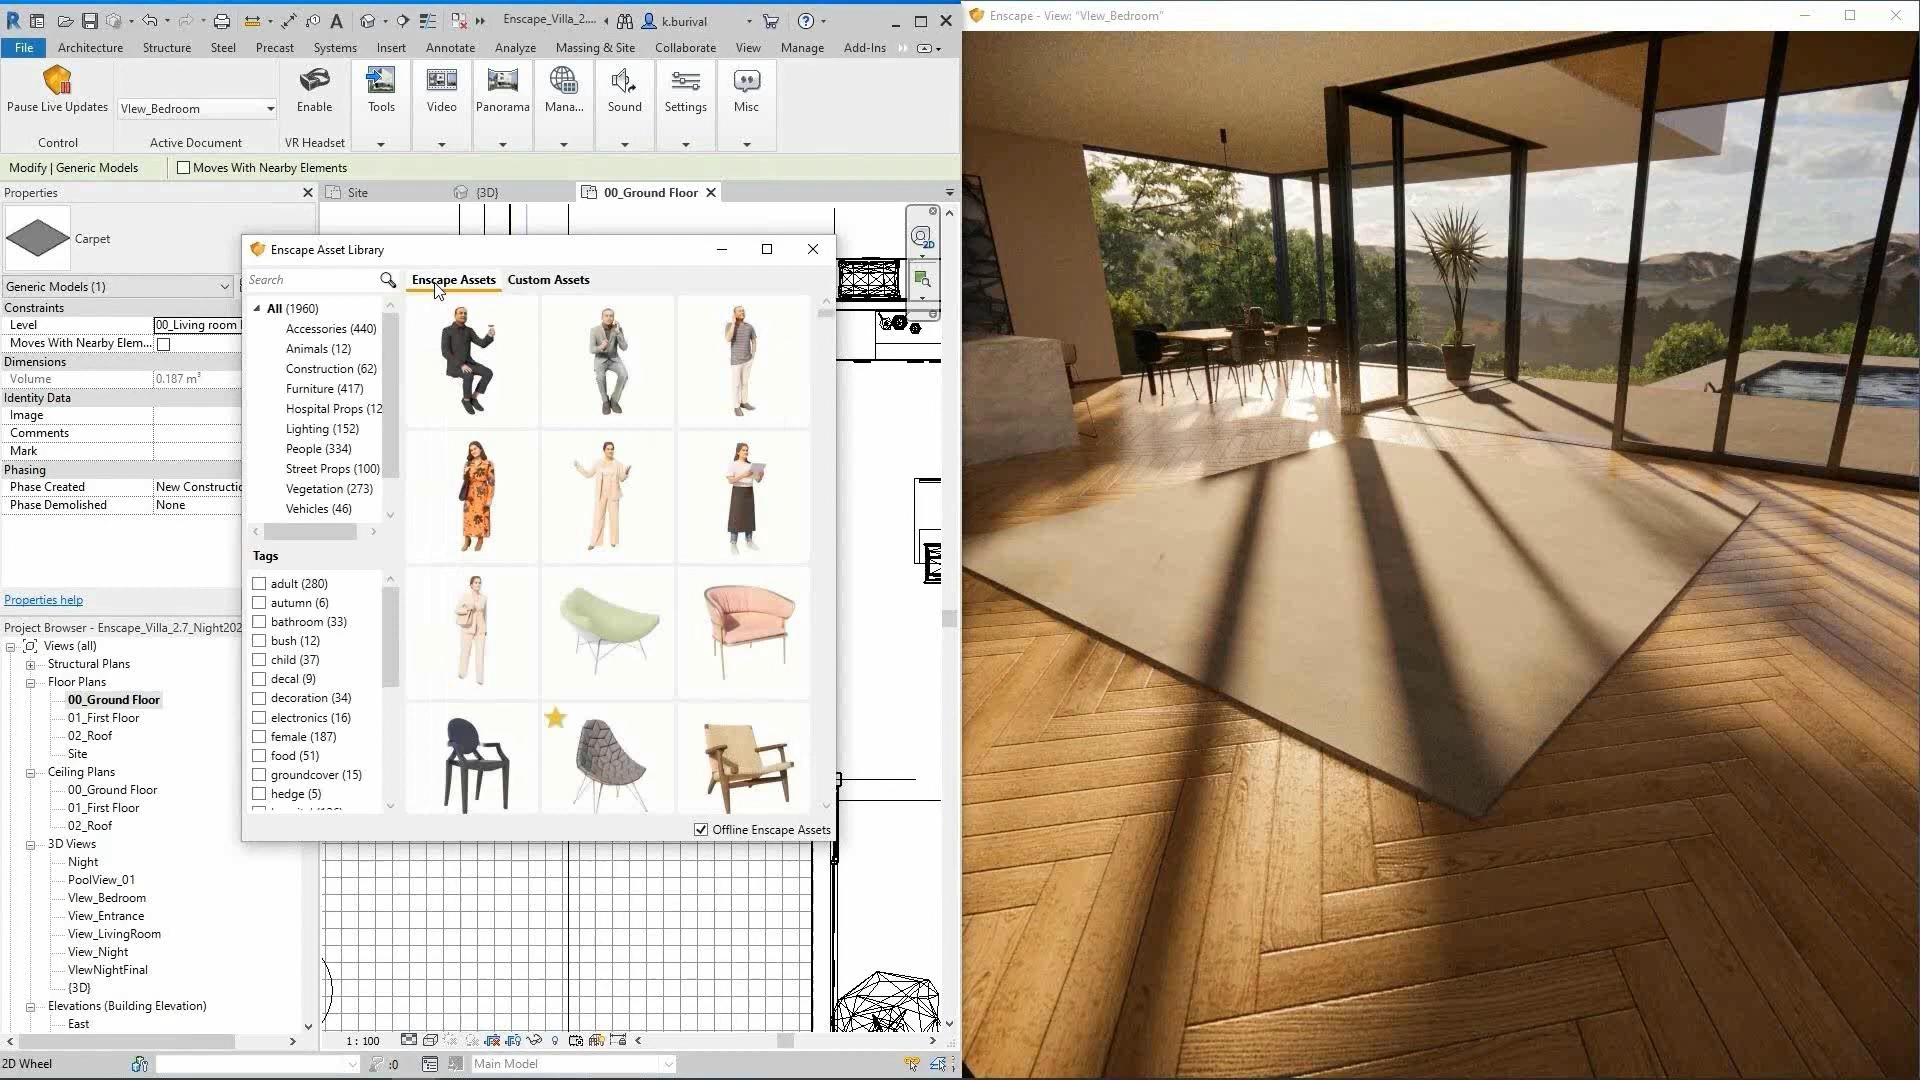 Enscape_Villa_2....
k.burival
Enscape - View: "VIew_Bedroom"
File
Architecture
Structure
Steel
Precast
Systems
Insert
Annotate
Analyze
Massing & Site
Collaborate
View
Manage
Add-Ins
Pause Live Updates
VIew_Bedroom
Enable
Tools
Video
Panorama
Mana...
Sound
Settings
Misc
Control
Active Document
VR Headset
Modify | Generic Models
Moves With Nearby Elements
Properties
Site
{3D}
00_Ground Floor
Carpet
2D
Generic Models (1)
Constraints
Level
00_Living room
Moves With Nearby Elem...
Dimensions
Volume
0.187 m³
Identity Data
Image
Comments
Mark
Phasing
Phase Created
New Constructio
Phase Demolished
None
Properties help
Enscape Asset Library
Search
Enscape Assets
Custom Assets
All (1960)
Accessories (440)
Animals (12)
Construction (62)
Furniture (417)
Hospital Props (12
Lighting (152)
People (334)
Street Props (100)
Vegetation (273)
Vehicles (46)
Tags
adult (280)
autumn (6)
bathroom (33)
bush (12)
child (37)
decal (9)
decoration (34)
electronics (16)
female (187)
food (51)
groundcover (15)
hedge (5)
Offline Enscape Assets
Project Browser - Enscape_Villa_2.7_Night202
Views (all)
Structural Plans
Floor Plans
00_Ground Floor
01_First Floor
02_Roof
Site
Ceiling Plans
00_Ground Floor
01_First Floor
02_Roof
3D Views
Night
PoolView_01
VIew_Bedroom
View_Entrance
View_LivingRoom
View_Night
VIewNightFinal
{3D}
Elevations (Building Elevation)
East
1 : 100
2D Wheel
:0
Main Model